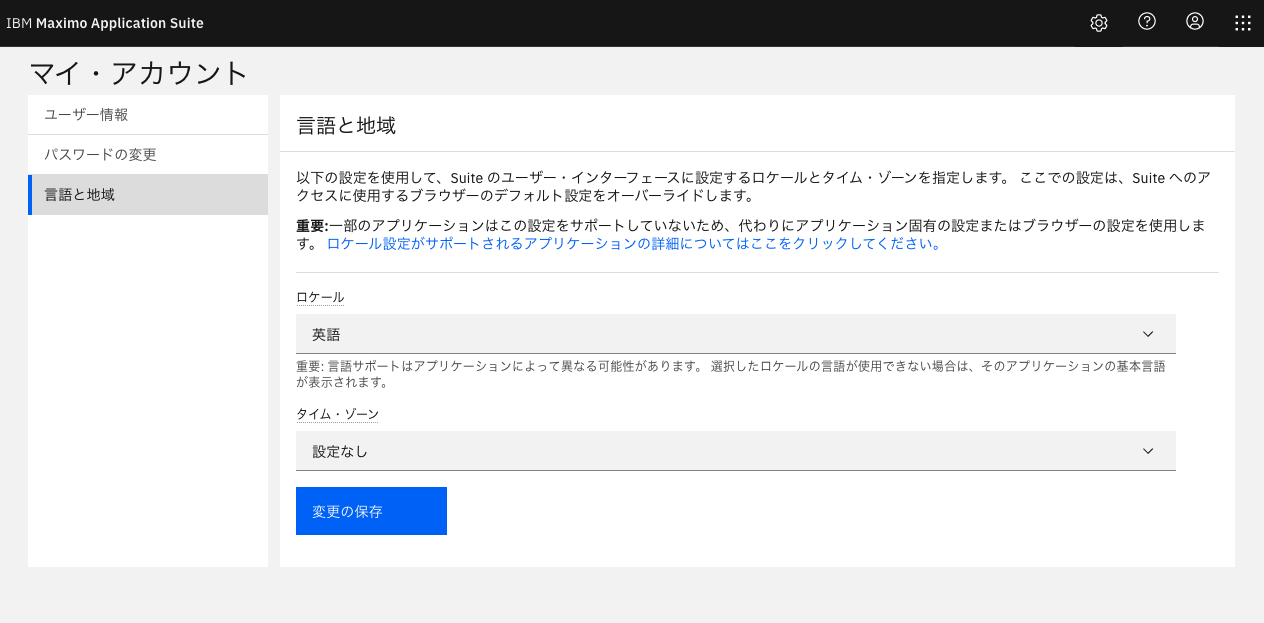 IBM Maximo Application Suite
マイ・アカウント
ユーザー情報
パスワードの変更
言語と地域
言語と地域
以下の設定を使用して、Suite のユーザー・インターフェースに設定するロケールとタイム・ゾーンを指定します。 ここでの設定は、Suite へのア
クセスに使用するブラウザーのデフォルト設定をオーバーライドします。
重要:一部のアプリケーションはこの設定をサポートしていないため、代わりにアプリケーション固有の設定またはブラウザーの設定を使用しま
す。 ロケール設定がサポートされるアプリケーションの詳細についてはここをクリックしてください。
ロケール
英語
重要: 言語サポートはアプリケーションによって異なる可能性があります。 選択したロケールの言語が使用できない場合は、そのアプリケーションの基本言語
が表示されます。
タイム・ゾーン
設定なし
変更の保存